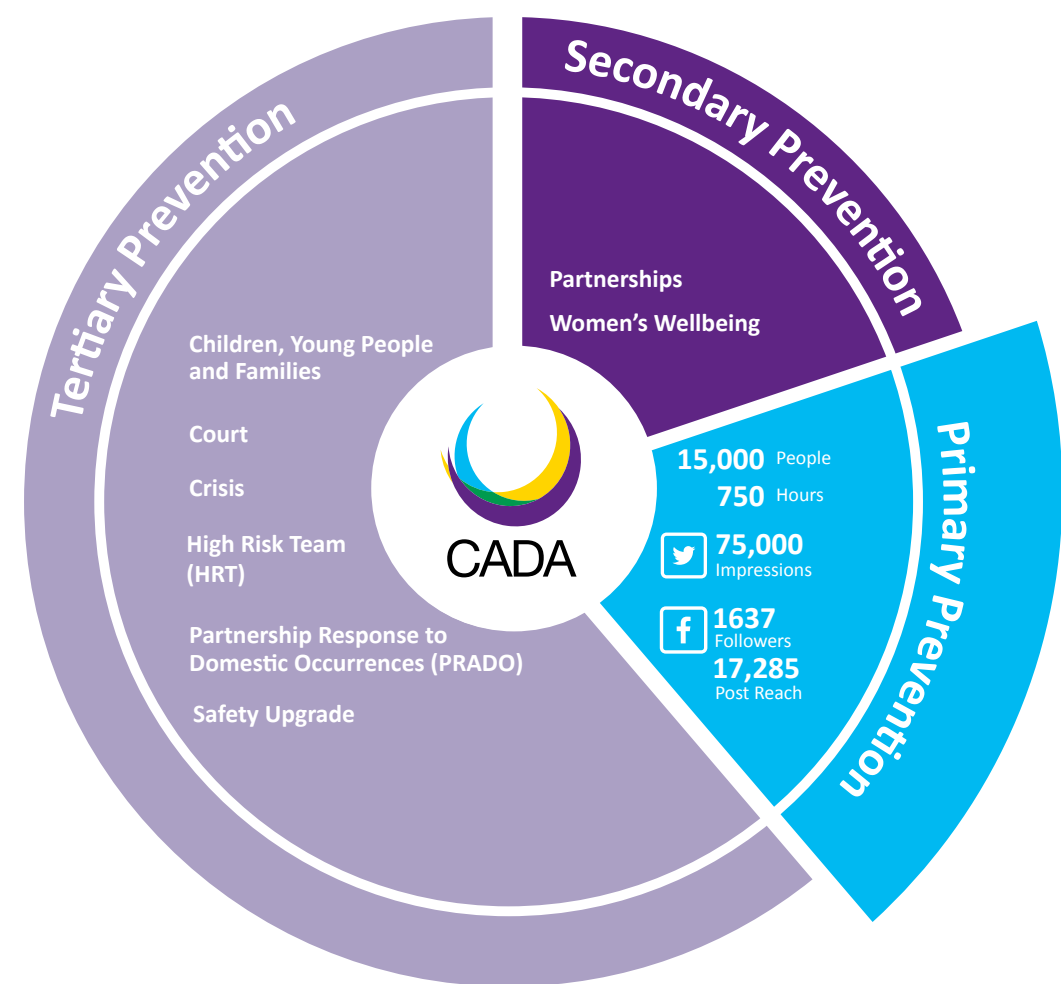 Tertiary Prevention
Children, Young People
and Families
Court
Crisis
High Risk Team
(HRT)
Partnership Response to
Domestic Occurrences (PRADO)
Safety Upgrade
CADA
Secondary Prevention
Partnerships
Women’s Wellbeing
Primary Prevention
15,000 People
750 Hours
75,000
Impressions
1637
Followers
17,285
Post Reach